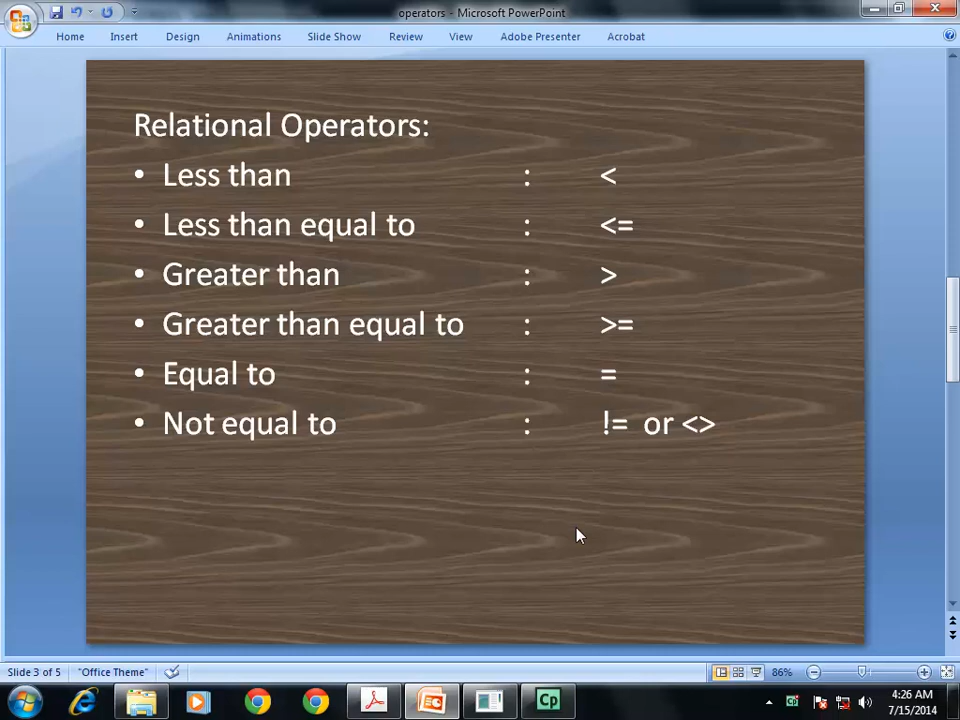 operators - Microsoft PowerPoint
Home Insert Design Animations Slide Show Review View Adobe Presenter Acrobat
Relational Operators:
• Less than : <
• Less than equal to : <=
• Greater than : >
• Greater than equal to : >=
• Equal to : =
• Not equal to : != or <>
Slide 3 of 5 "Office Theme" 86%
Cp
4:26 AM
7/15/2014